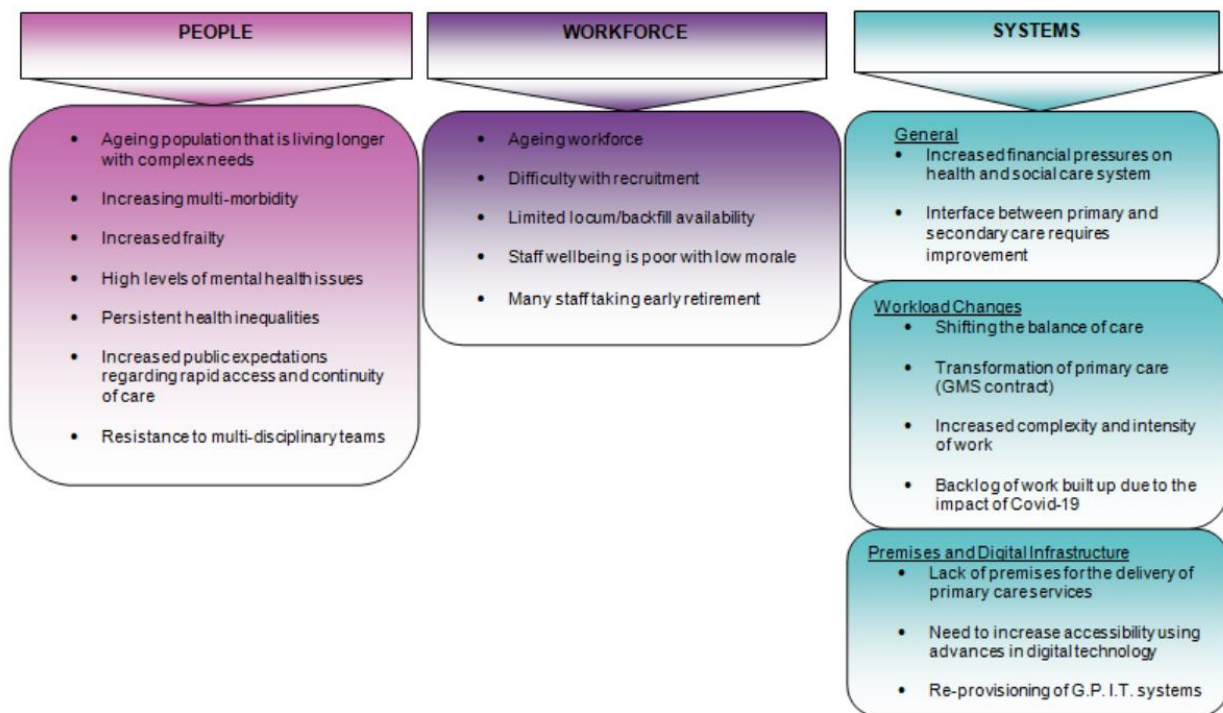 PEOPLE
• Ageing population that is living longer
with complex needs
• Increasing multi-morbidity
• Increased frailty
• High levels of mental health issues
• Persistent health inequalities
• Increased public expectations
regarding rapid access and continuity
of care
• Resistance to multi-disciplinary teams
WORKFORCE
• Ageing workforce
• Difficulty with recruitment
• Limited locum/backfill availability
• Staff wellbeing is poor with low morale
• Many staff taking early retirement
SYSTEMS
General
• Increased financial pressures on
health and social care system
• Interface between primary and
secondary care requires
improvement
Workload Changes
• Shifting the balance of care
• Transformation of primary care
(GMS contract)
• Increased complexity and intensity
of work
• Backlog of work built up due to the
impact of Covid-19
Premises and Digital Infrastructure
• Lack of premises for the delivery of
primary care services
• Need to increase accessibility using
advances in digital technology
• Re-provisioning of G.P. I.T. systems